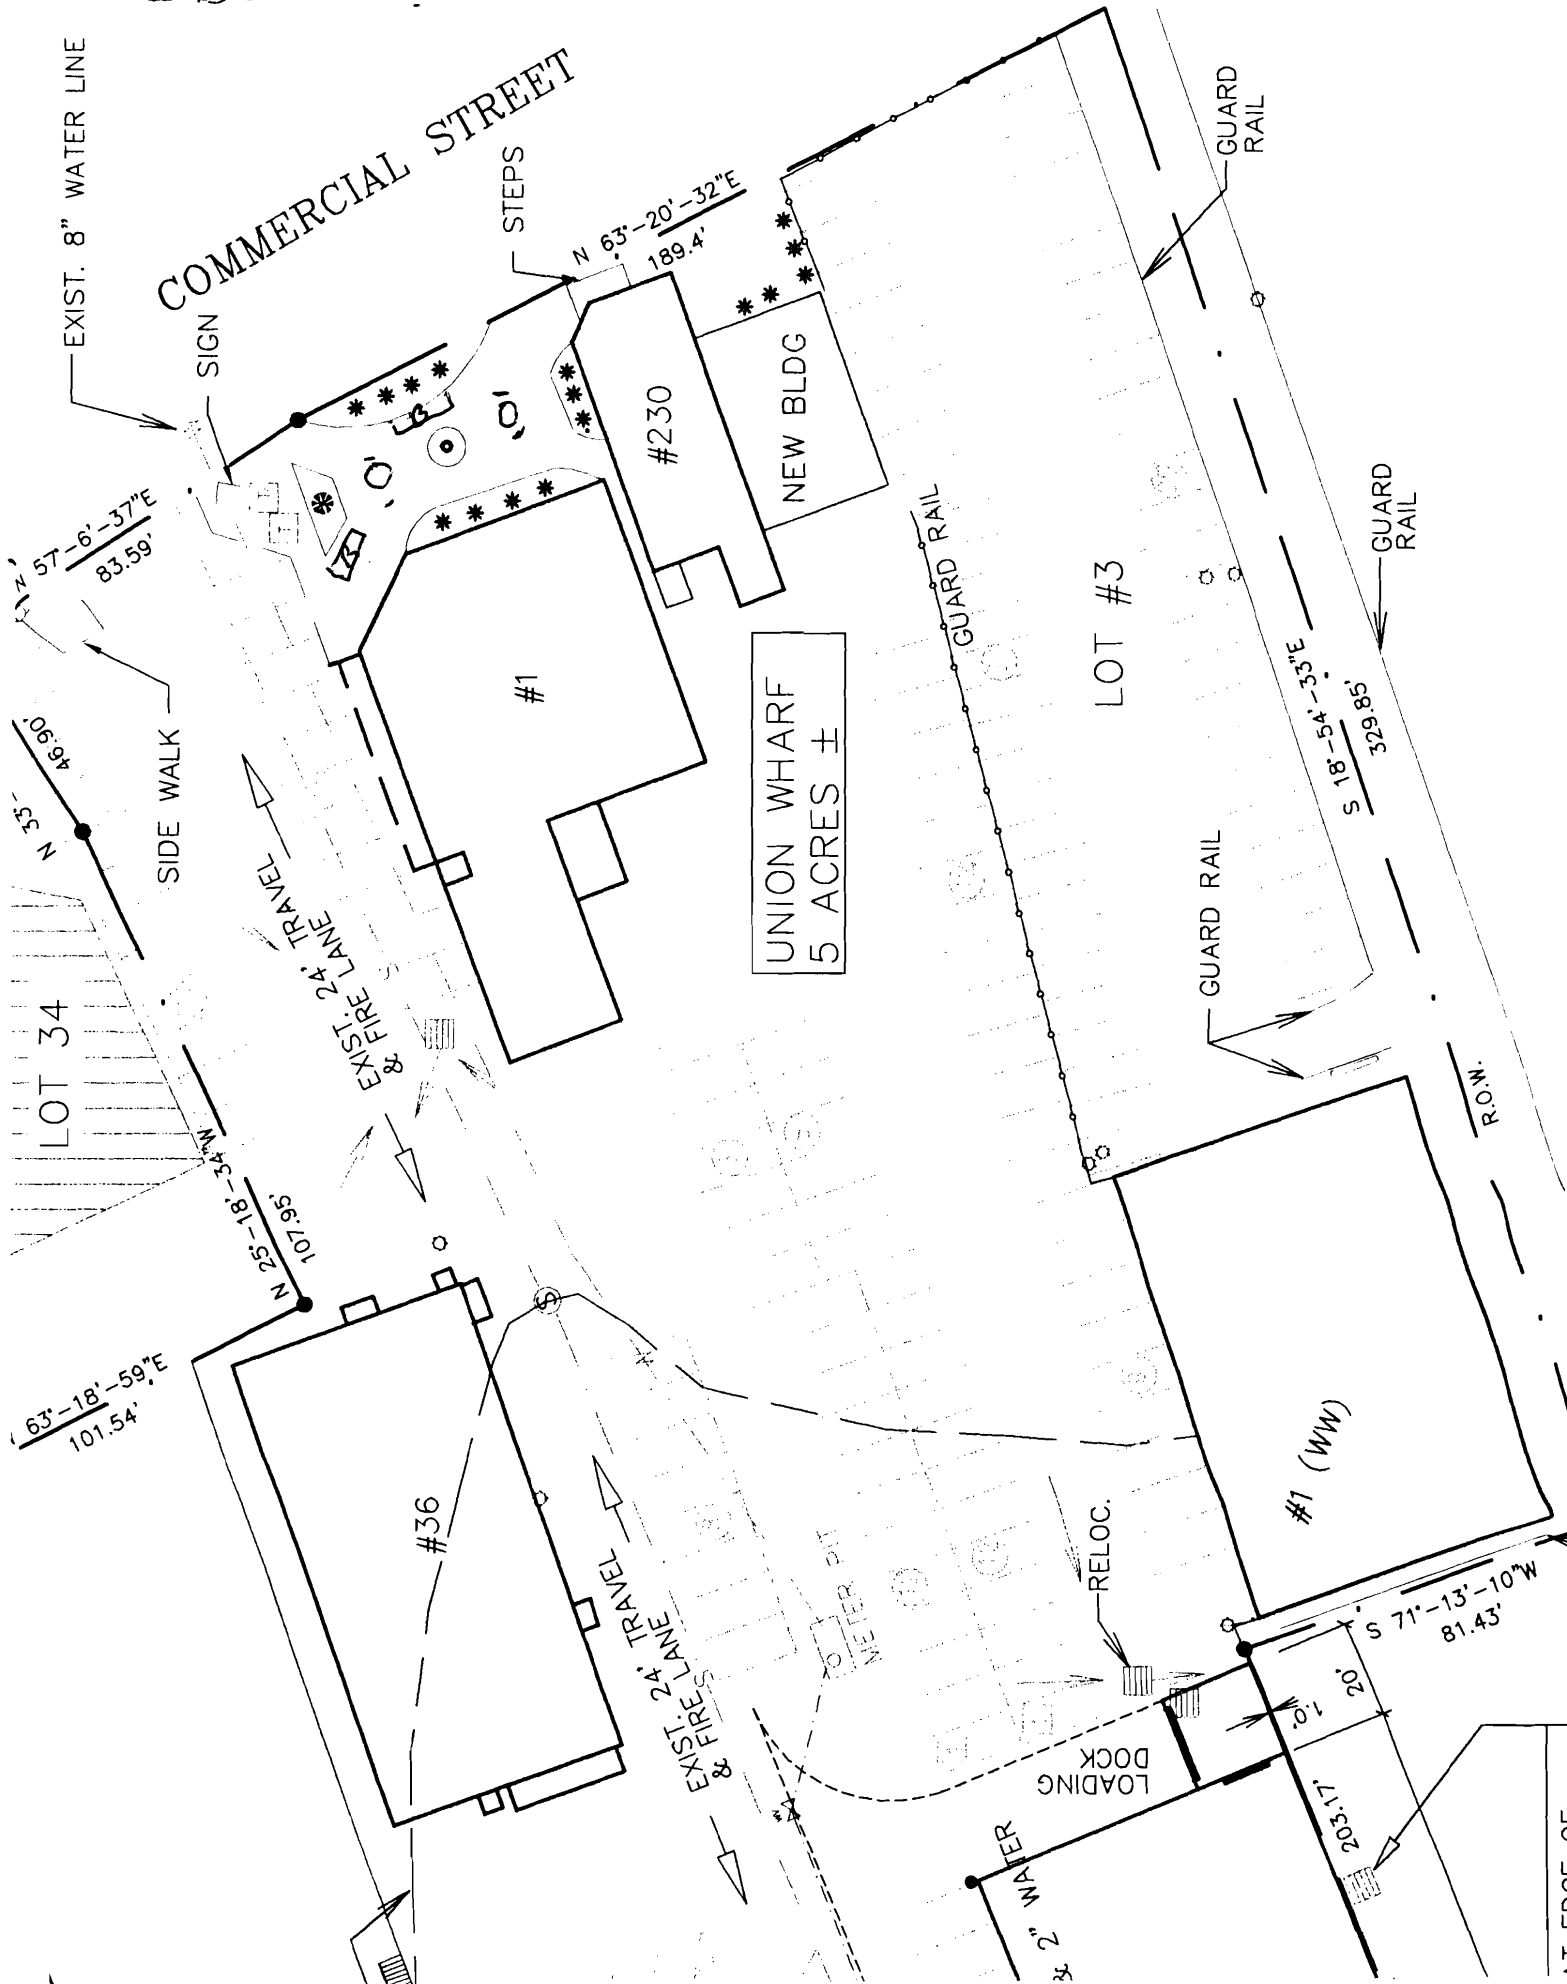 EXIST. 8" WATER LINE
COMMERCIAL STREET
SIGN
STEPS
N 63°-20'-32"E
189.4'
GUARD
RAIL
N 57°-6'-37"E
83.59'
#230
NEW BLDG
B
B
#1
N 33°-
46.90'
SIDE WALK
EXIST. 24' TRAVEL
& FIRE LANE
LOT 34
UNION WHARF
5 ACRES ±
GUARD RAIL
LOT #3
GUARD
RAIL
S 18°-54'-33"E
329.85'
GUARD RAIL
R.O.W.
N 25°-18'-34"W
107.95'
63°-18'-59"E
101.54'
S
#36
EXIST. 24' TRAVEL
& FIRE LANE
METER PIT
RELOC.
#1 (WW)
S 71°-13'-10"W
81.43'
20'
1.0'
LOADING
DOCK
203.17'
& 2" WATER